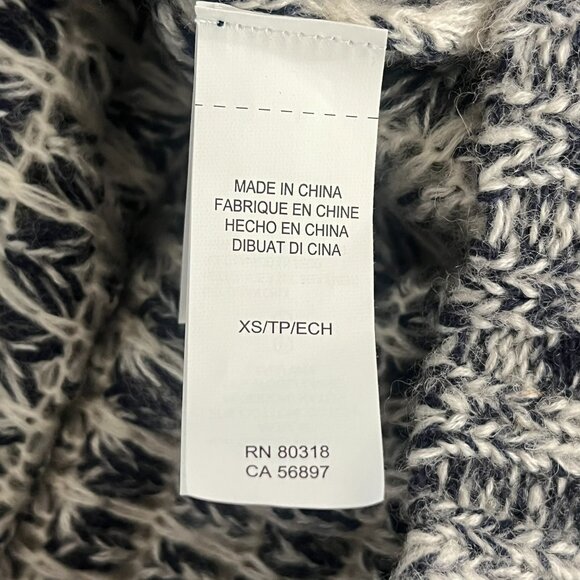 MADE IN CHINA
FABRIQUE EN CHINE
HECHO EN CHINA
DIBUAT DI CINA
XS/TP/ECH
RN 80318
CA 56897